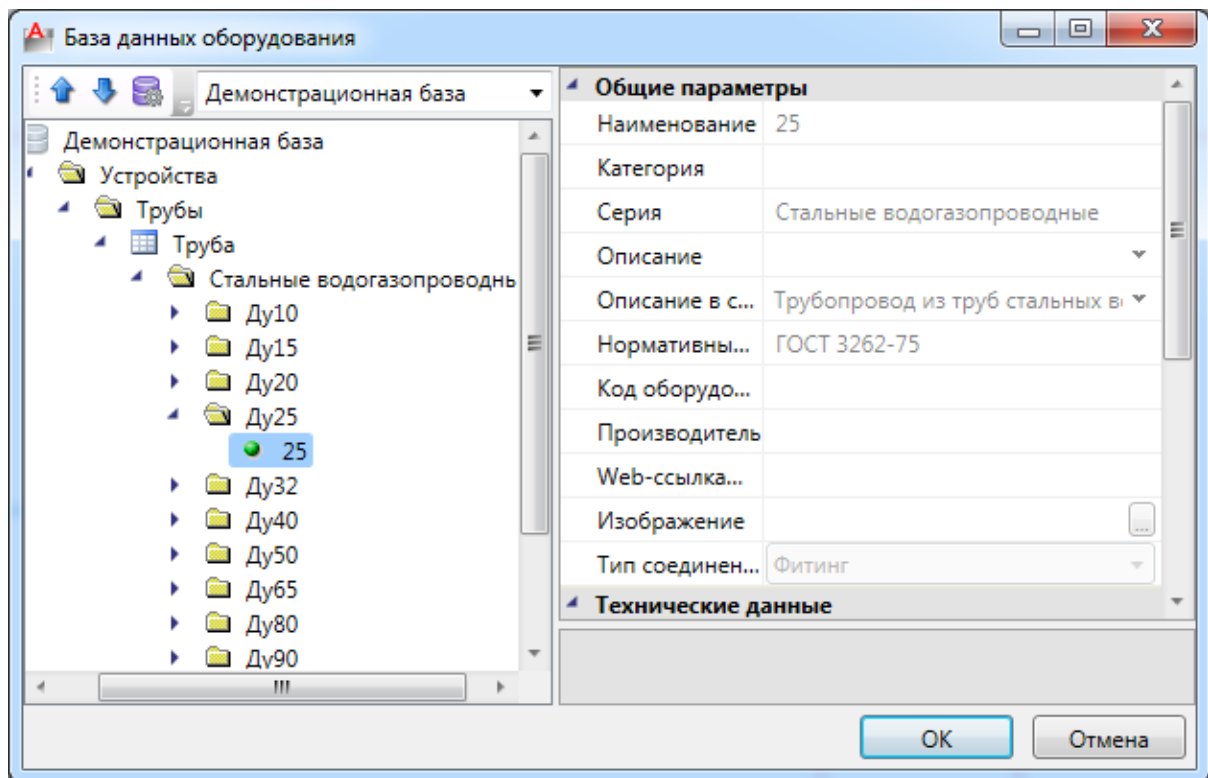 База данных оборудования
Демонстрационная база
Демонстрационная база
Устройства
Трубы
Труба
Стальные водогазопроводнь
Ду10
Ду15
Ду20
Ду25
25
Ду32
Ду40
Ду50
Ду65
Ду80
Ду90
Общие параметры
Наименование 25
Категория
Серия Стальные водогазопроводные
Описание
Описание в с... Трубопровод из труб стальных в
Нормативны... ГОСТ 3262-75
Код оборудо...
Производитель
Web-ссылка...
Изображение ...
Тип соединен... Фитинг
Технические данные
ОК Отмена